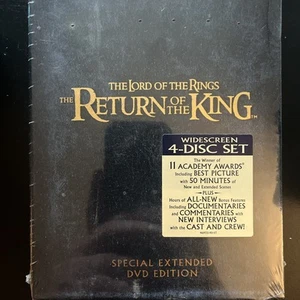 THE LORD OF THE RINGS
THE RETURN OF THE KING™
WIDESCREEN
4-DISC SET
The Winner of
11 ACADEMY AWARDS®
Including BEST PICTURE
with 50 MINUTES of
New and Extended Scenes
—PLUS—
Hours of ALL-NEW Bonus Features
Including DOCUMENTARIES
and COMMENTARIES with
NEW INTERVIEWS
with the CAST AND CREW!
SPECIAL EXTENDED
DVD EDITION